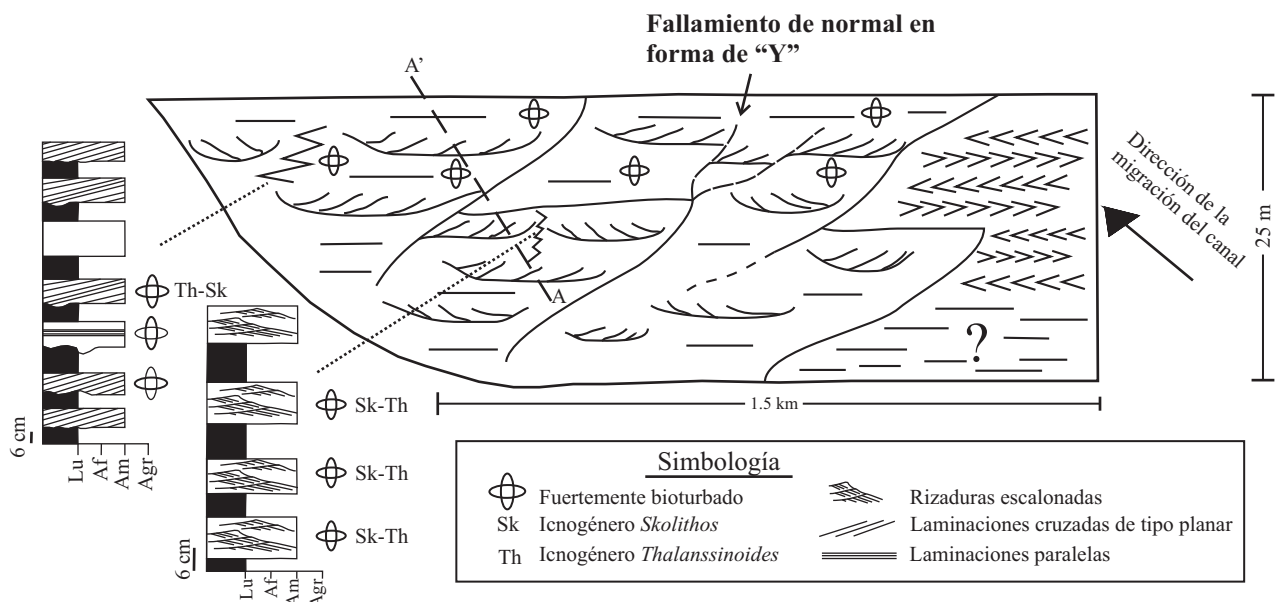 Fallamiento de normal en
forma de “Y”
A’
A
Dirección de la
migración del canal
25 m
1.5 km
?
Th-Sk
6 cm
Lu
Af
Am
Agr
Sk-Th
Sk-Th
Sk-Th
6 cm
Lu
Af
Am
Agr
Simbología
Fuertemente bioturbado
Sk Icnogénero Skolithos
Th Icnogénero Thalanssinoides
Rizaduras escalonadas
Laminaciones cruzadas de tipo planar
Laminaciones paralelas